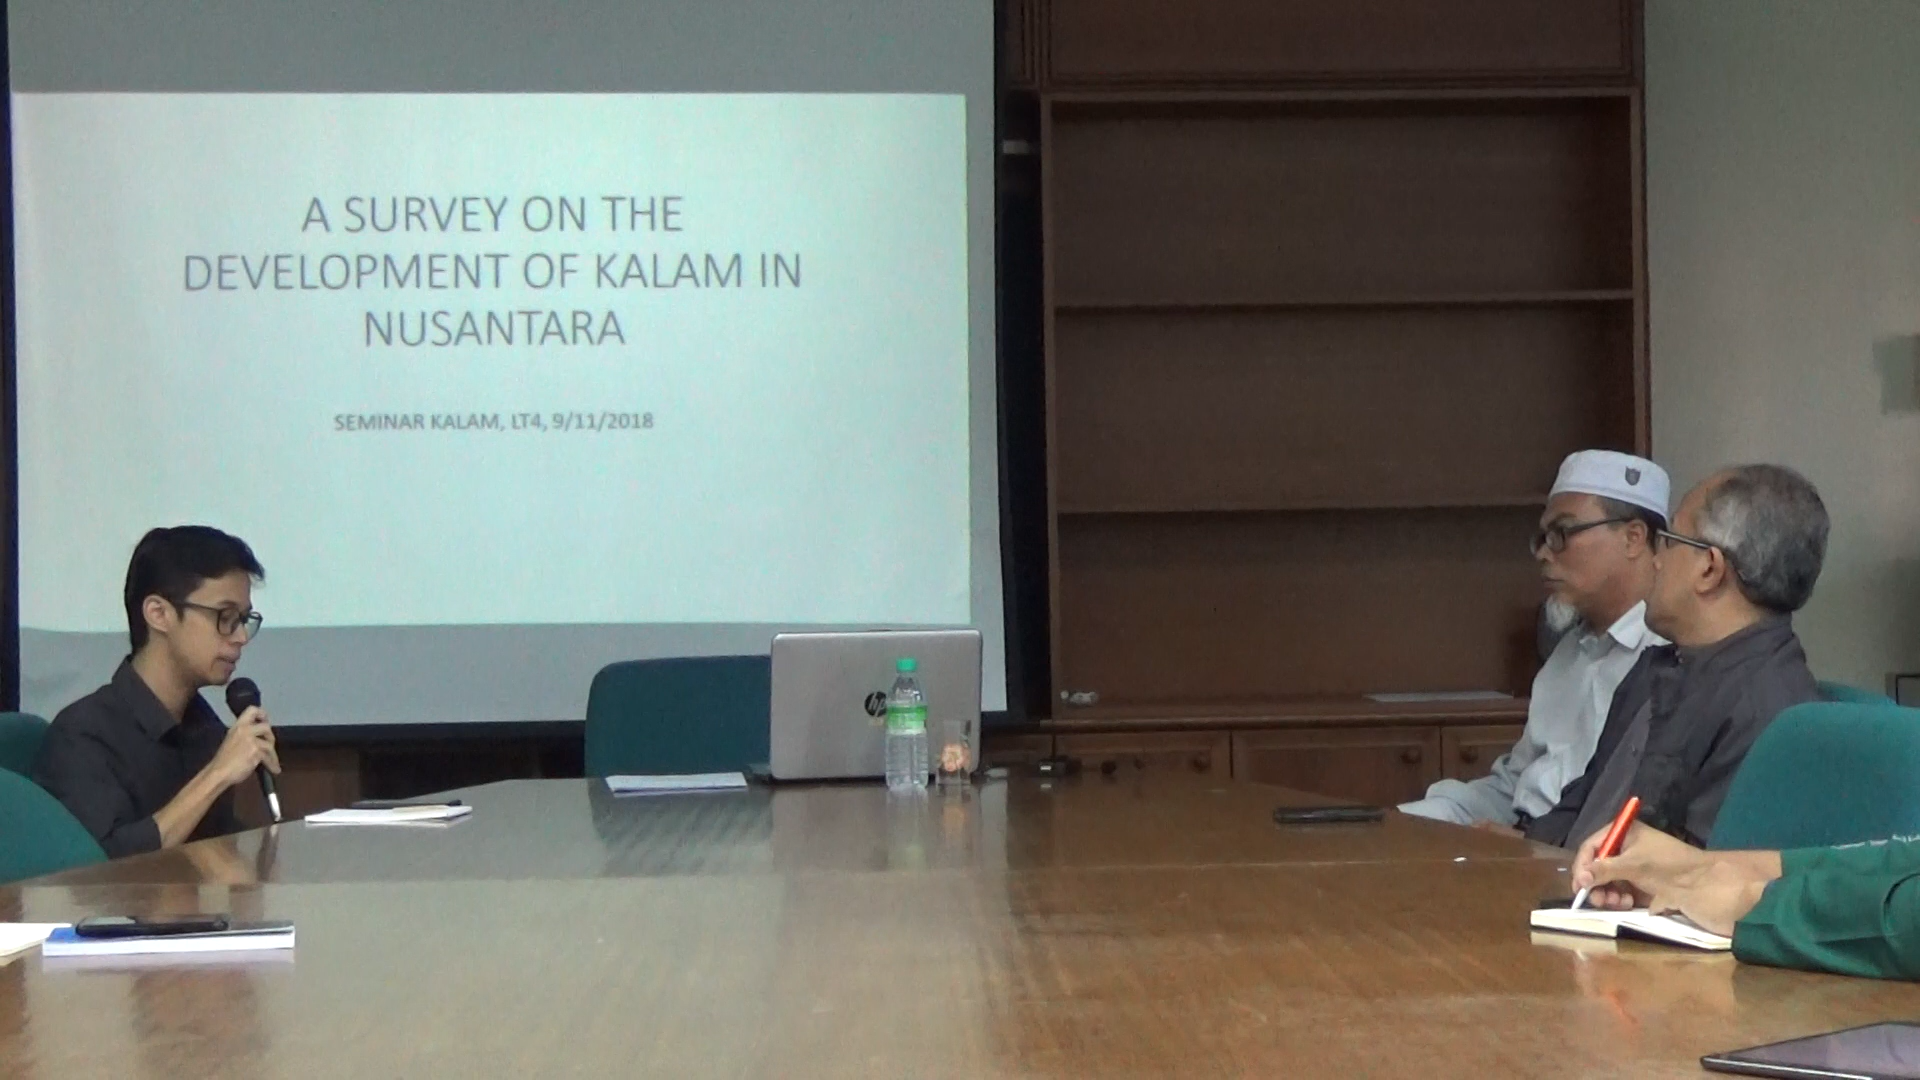 A SURVEY ON THE
DEVELOPMENT OF KALAM IN
NUSANTARA
SEMINAR KALAM, LT4, 9/11/2018
hp